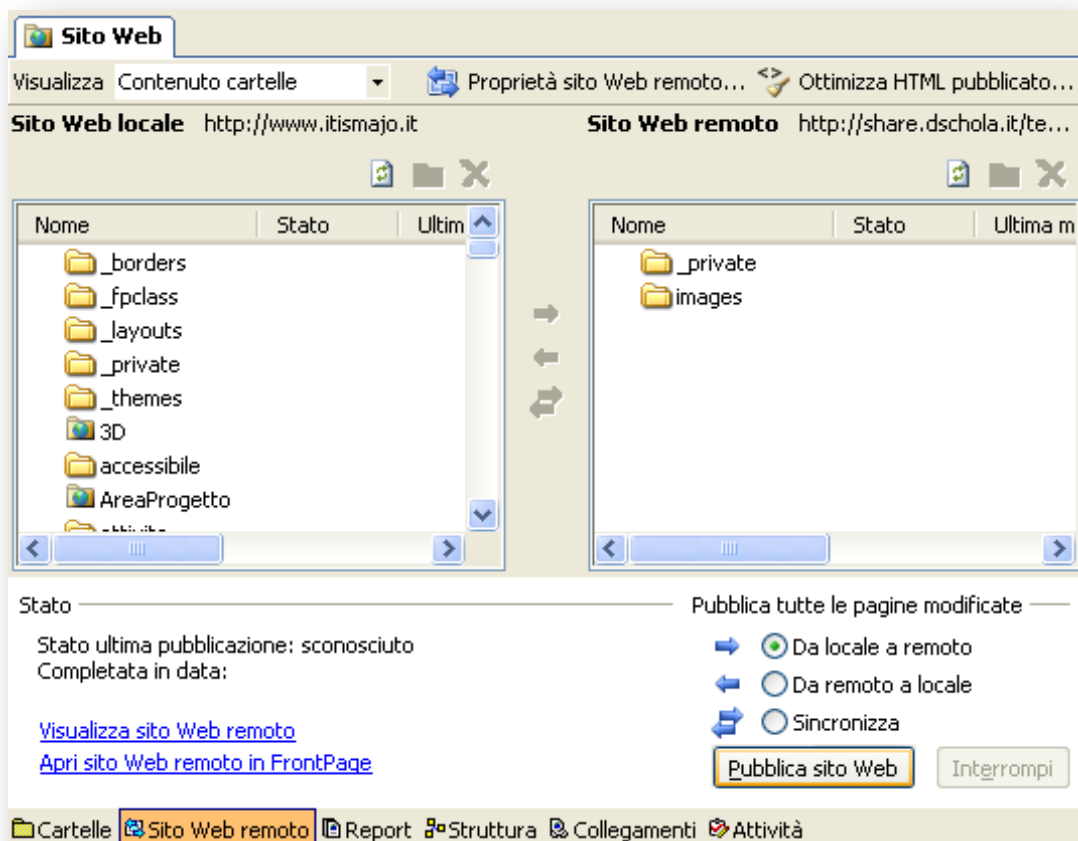 Sito Web
Visualizza Contenuto cartelle Proprietà sito Web remoto... Ottimizza HTML pubblicato...
Sito Web locale http://www.itismajo.it Sito Web remoto http://share.dschola.it/te...
Nome Stato Ultim Nome Stato Ultima m
_borders _private
_fpclass images
_layouts
_private
_themes
3D
accessibile
AreaProgetto
Stato Pubblica tutte le pagine modificate
Stato ultima pubblicazione: sconosciuto Da locale a remoto
Completata in data: Da remoto a locale
Visualizza sito Web remoto Sincronizza
Apri sito Web remoto in FrontPage Pubblica sito Web Interrompi
Cartelle Sito Web remoto Report Struttura Collegamenti Attività